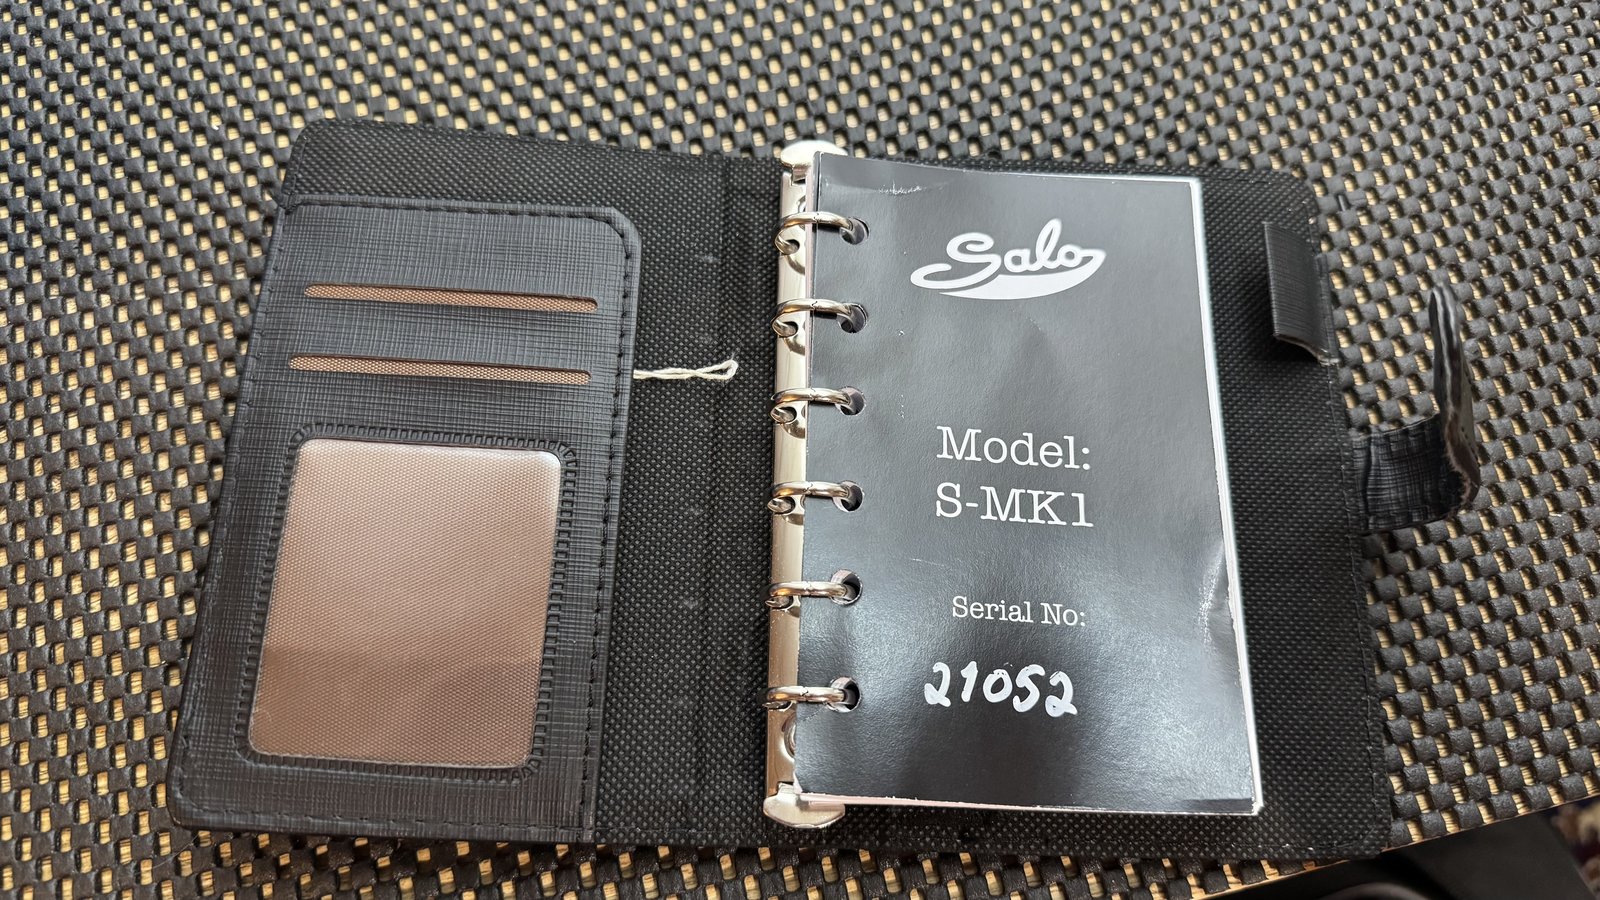 Salo
Model:
S-MK1
Serial No:
21052